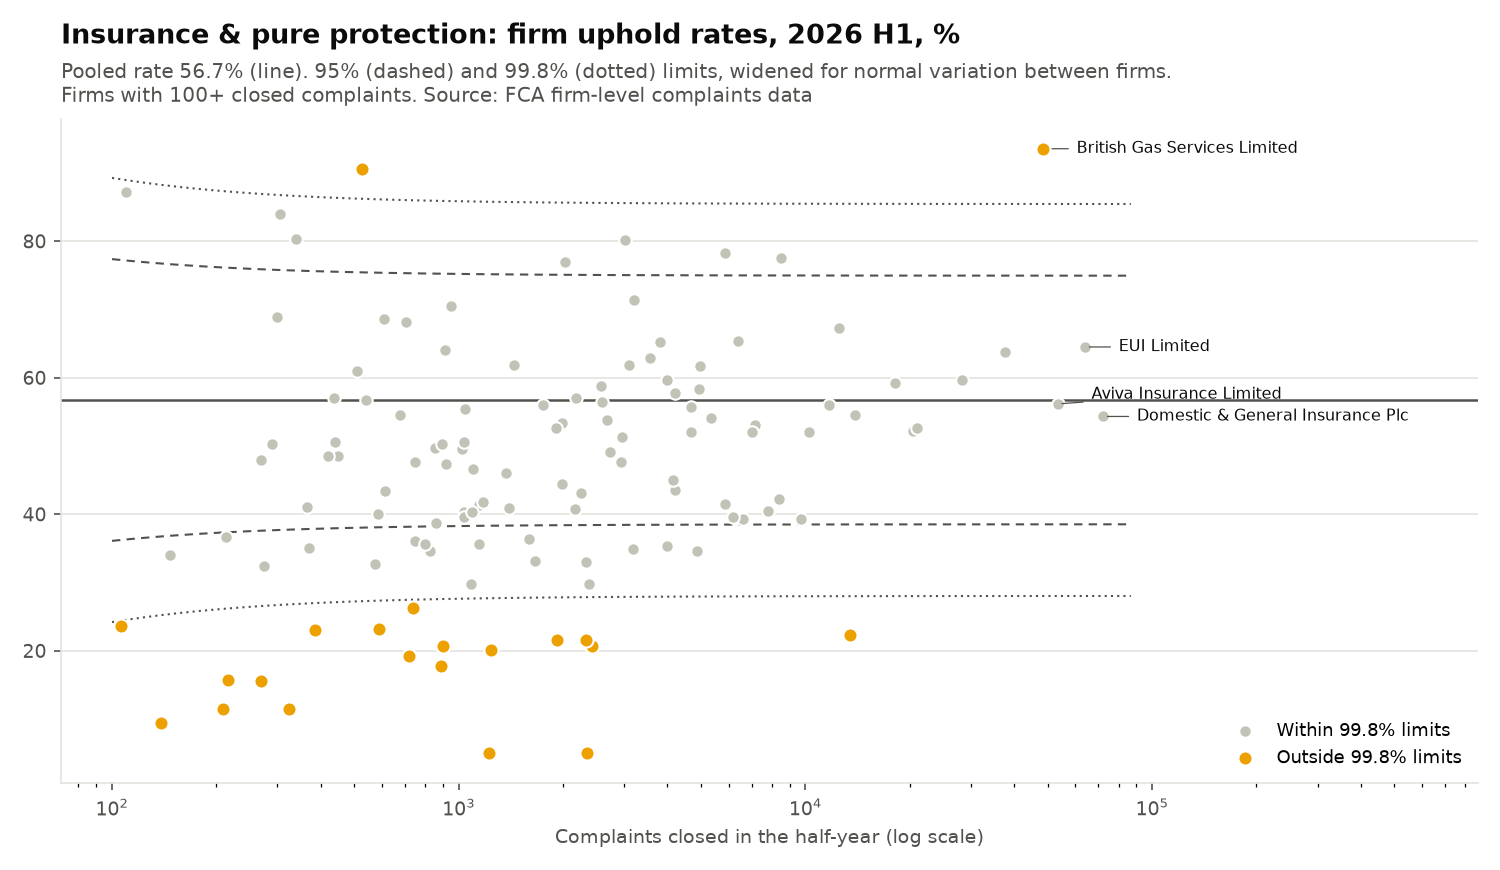 Insurance & pure protection: firm uphold rates, 2026 H1, %
Pooled rate 56.7% (line). 95% (dashed) and 99.8% (dotted) limits, widened for normal variation between firms.
Firms with 100+ closed complaints. Source: FCA firm-level complaints data
British Gas Services Limited
80
EUI Limited
60
Aviva Insurance Limited
Domestic & General Insurance Plc
40
20
Within 99.8% limits
Outside 99.8% limits
10² 10³ 10⁴ 10⁵
Complaints closed in the half-year (log scale)